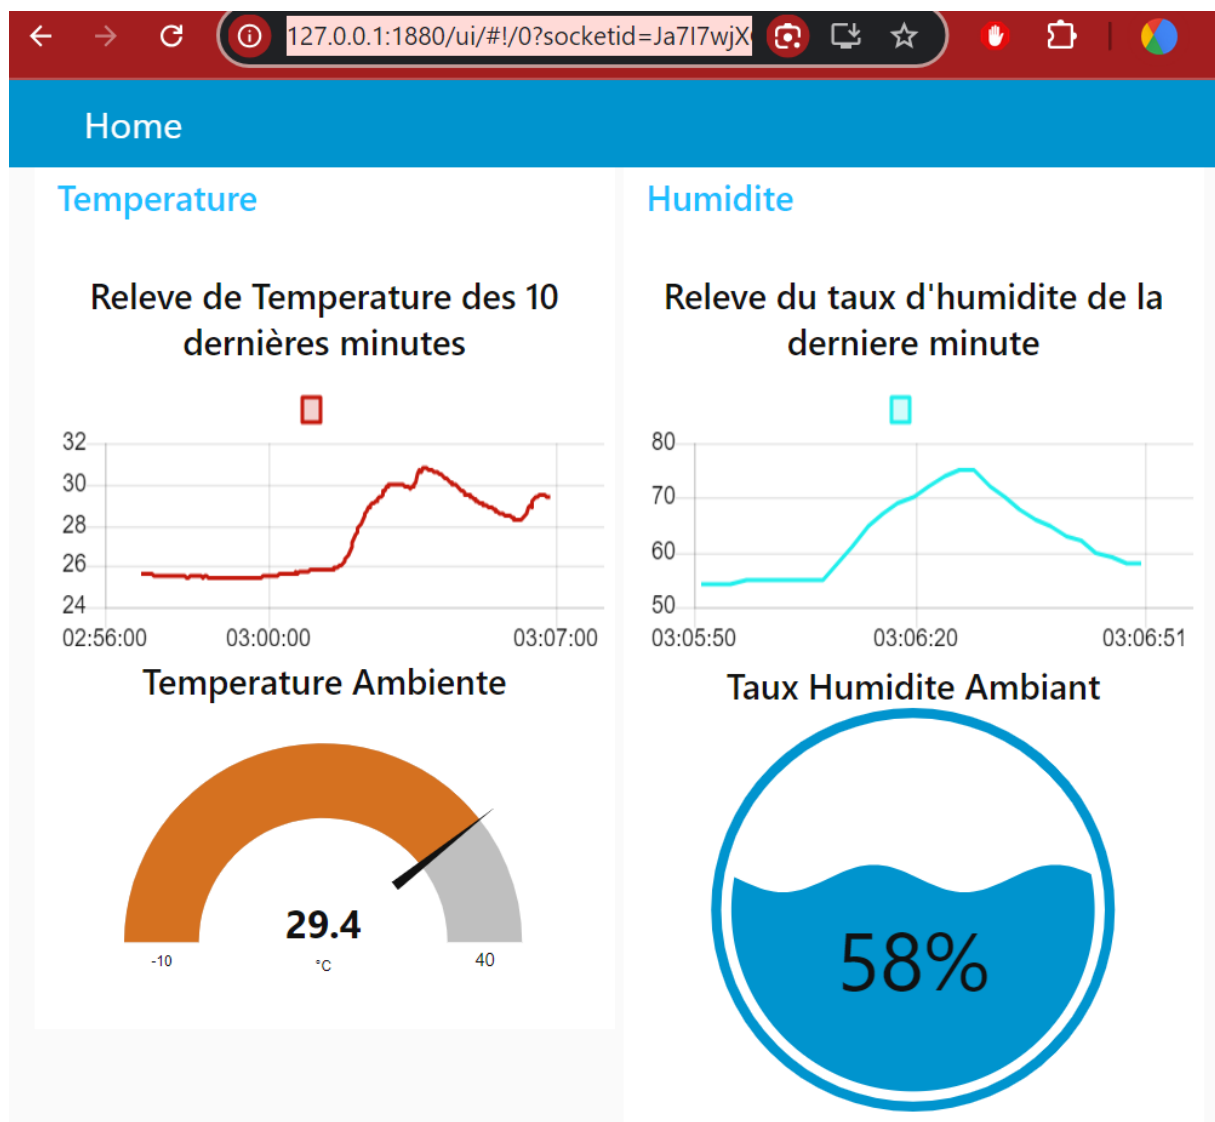 127.0.0.1:1880/ui/#!/0?socketid=Ja7I7wjX
Home
Temperature
Releve de Temperature des 10
dernières minutes
32
30
28
26
24
02:56:00 03:00:00 03:07:00
Temperature Ambiente
29.4
-10 °C 40
Humidite
Releve du taux d'humidite de la
derniere minute
80
70
60
50
03:05:50 03:06:20 03:06:51
Taux Humidite Ambiant
58%